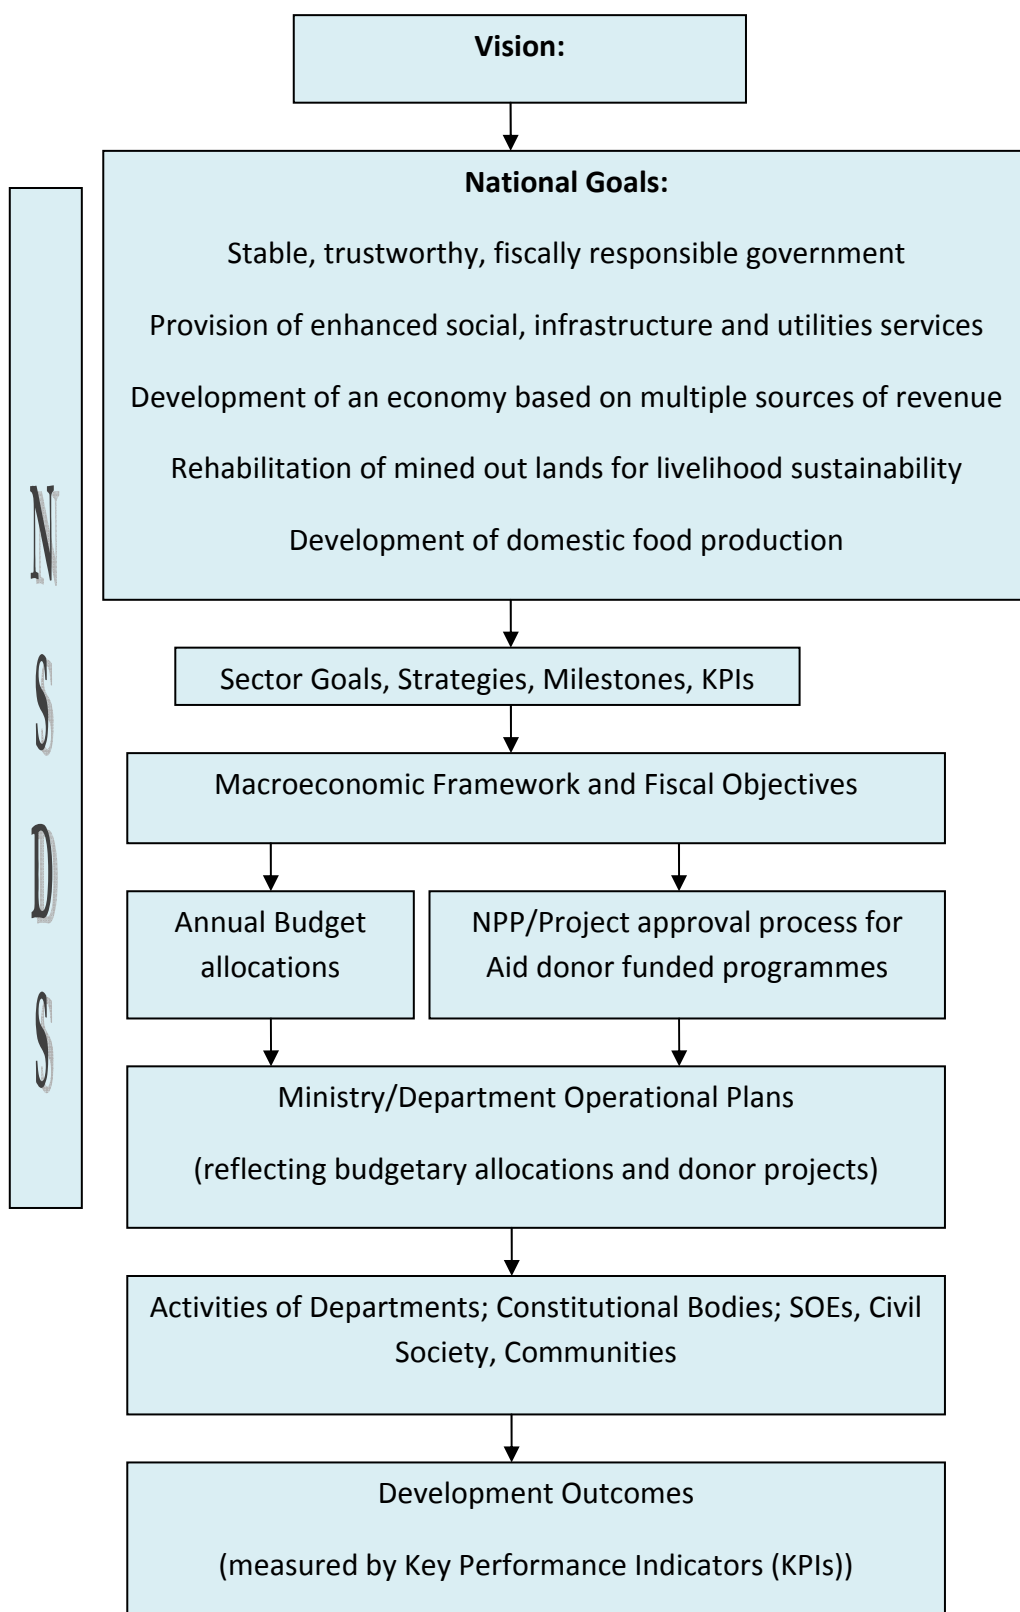 Vision:
National Goals:
Stable, trustworthy, fiscally responsible government
Provision of enhanced social, infrastructure and utilities services
Development of an economy based on multiple sources of revenue
Rehabilitation of mined out lands for livelihood sustainability
Development of domestic food production
N
S
D
S
Sector Goals, Strategies, Milestones, KPIs
Macroeconomic Framework and Fiscal Objectives
Annual Budget
allocations
NPP/Project approval process for
Aid donor funded programmes
Ministry/Department Operational Plans
(reflecting budgetary allocations and donor projects)
Activities of Departments; Constitutional Bodies; SOEs, Civil
Society, Communities
Development Outcomes
(measured by Key Performance Indicators (KPIs))